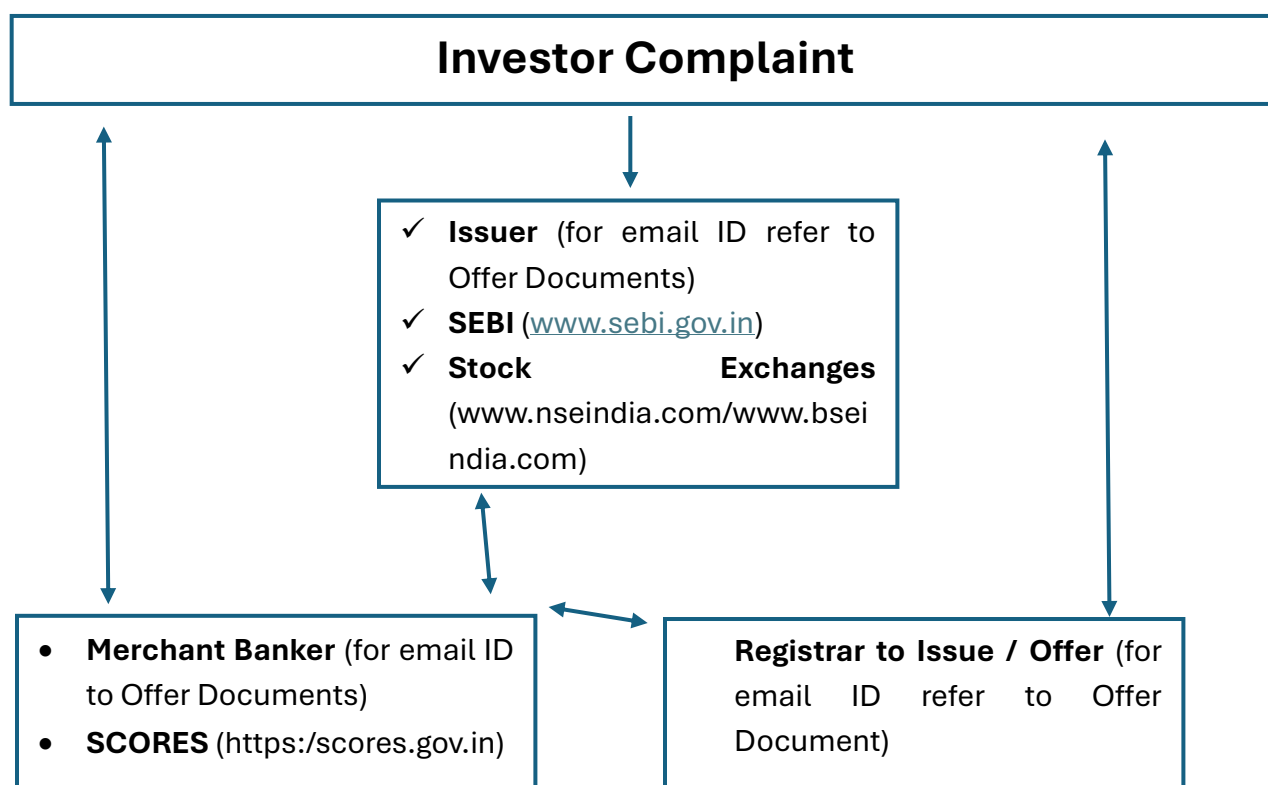 Investor Complaint
✓ Issuer (for email ID refer to
Offer Documents)
✓ SEBI (www.sebi.gov.in)
✓ Stock Exchanges
(www.nseindia.com/www.bsei
ndia.com)
• Merchant Banker (for email ID
to Offer Documents)
• SCORES (https:/scores.gov.in)
Registrar to Issue / Offer (for
email ID refer to Offer
Document)